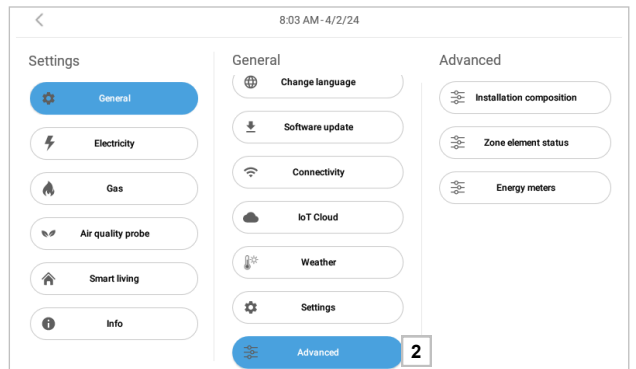 8:03 AM - 4/2/24
Settings
General
Electricity
Gas
Air quality probe
Smart living
Info
General
Change language
Software update
Connectivity
IoT Cloud
Weather
Settings
Advanced
2
Advanced
Installation composition
Zone element status
Energy meters